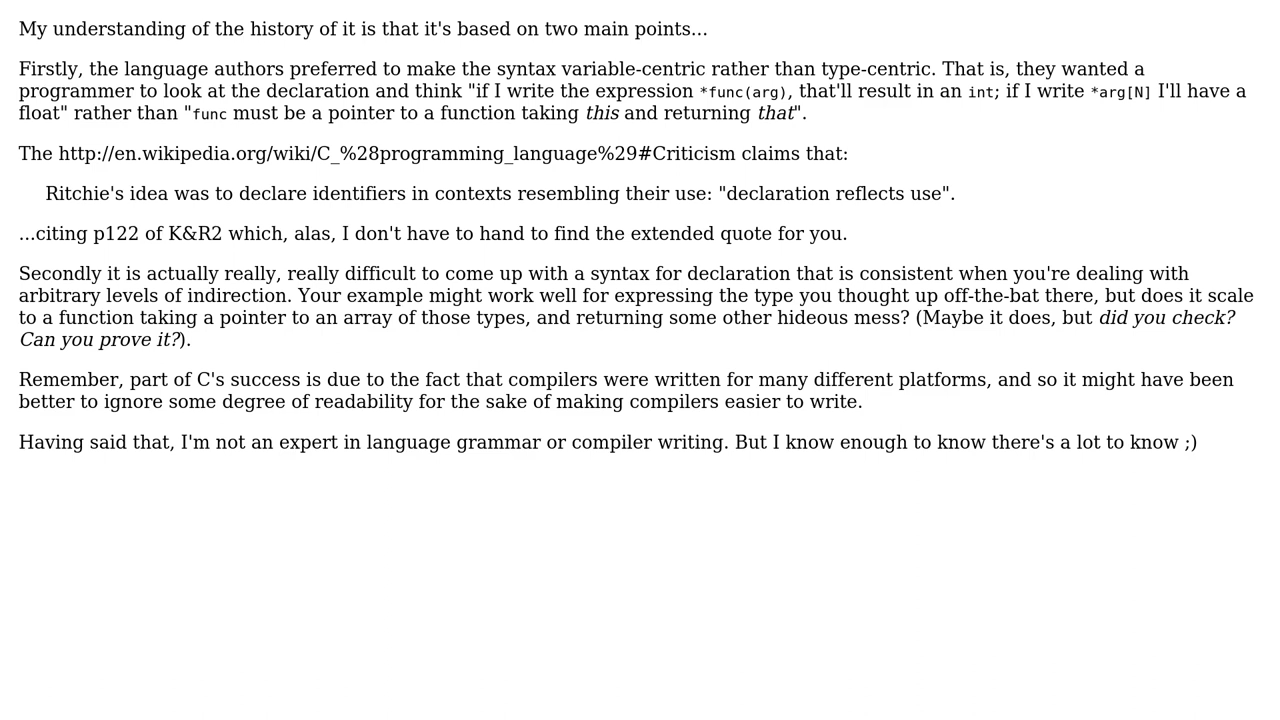 My understanding of the history of it is that it's based on two main points...
Firstly, the language authors preferred to make the syntax variable-centric rather than type-centric. That is, they wanted a
programmer to look at the declaration and think "if I write the expression *func(arg), that'll result in an int; if I write *arg[N] I'll have a
float" rather than "func must be a pointer to a function taking this and returning that".
The http://en.wikipedia.org/wiki/C_%28programming_language%29#Criticism claims that:
Ritchie's idea was to declare identifiers in contexts resembling their use: "declaration reflects use".
...citing p122 of K&R2 which, alas, I don't have to hand to find the extended quote for you.
Secondly it is actually really, really difficult to come up with a syntax for declaration that is consistent when you're dealing with
arbitrary levels of indirection. Your example might work well for expressing the type you thought up off-the-bat there, but does it scale
to a function taking a pointer to an array of those types, and returning some other hideous mess? (Maybe it does, but did you check?
Can you prove it?).
Remember, part of C's success is due to the fact that compilers were written for many different platforms, and so it might have been
better to ignore some degree of readability for the sake of making compilers easier to write.
Having said that, I'm not an expert in language grammar or compiler writing. But I know enough to know there's a lot to know ;)